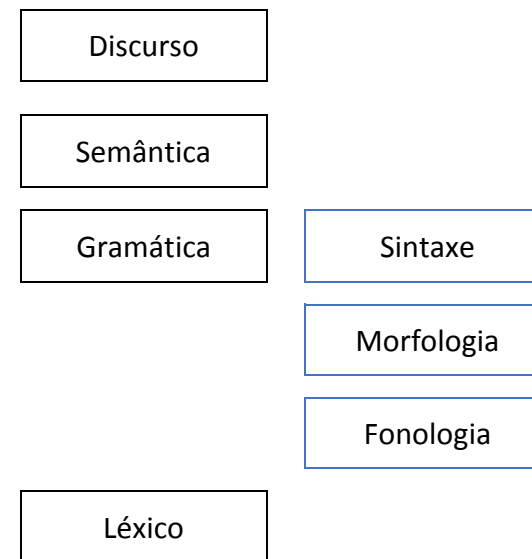 Discurso
Semântica
Gramática
Sintaxe
Morfologia
Fonologia
Léxico